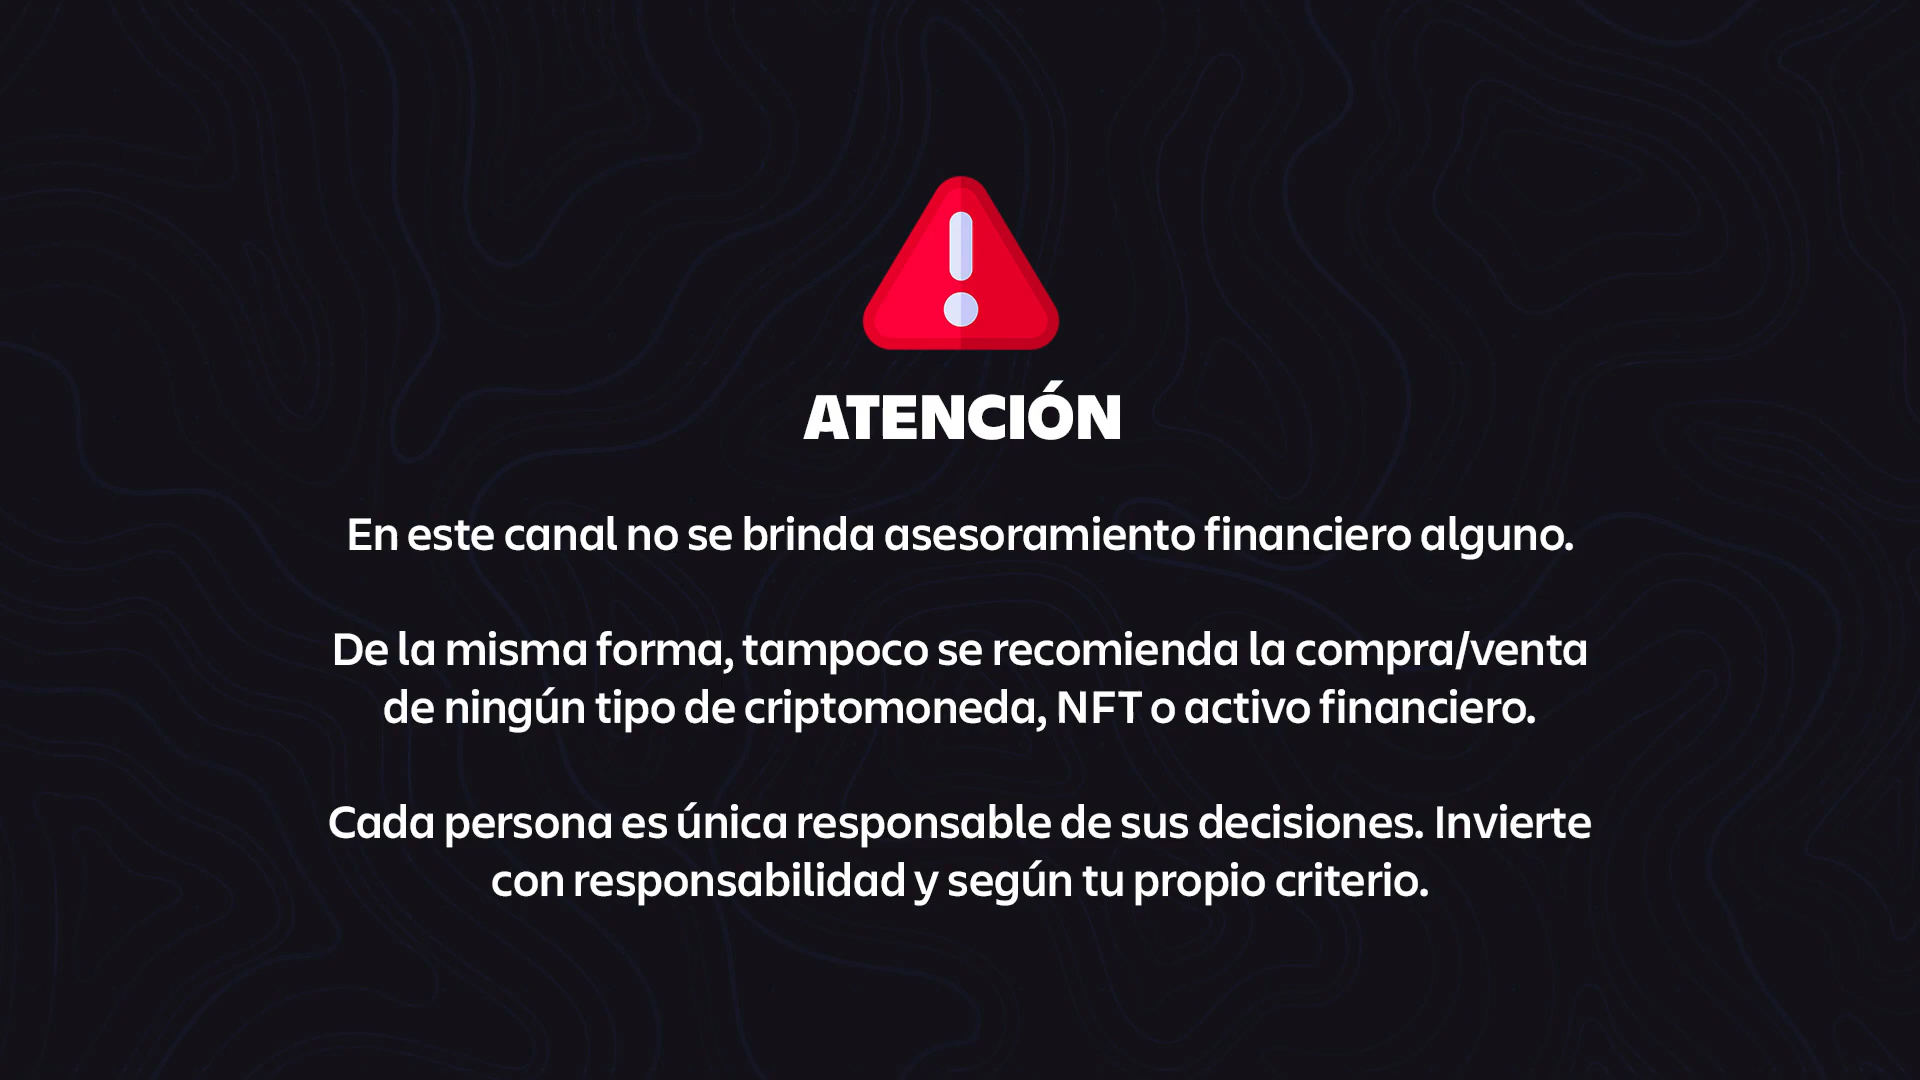 ATENCIÓN
En este canal no se brinda asesoramiento financiero alguno.
De la misma forma, tampoco se recomienda la compra/venta
de ningún tipo de criptomoneda, NFT o activo financiero.
Cada persona es única responsable de sus decisiones. Invierte
con responsabilidad y según tu propio criterio.